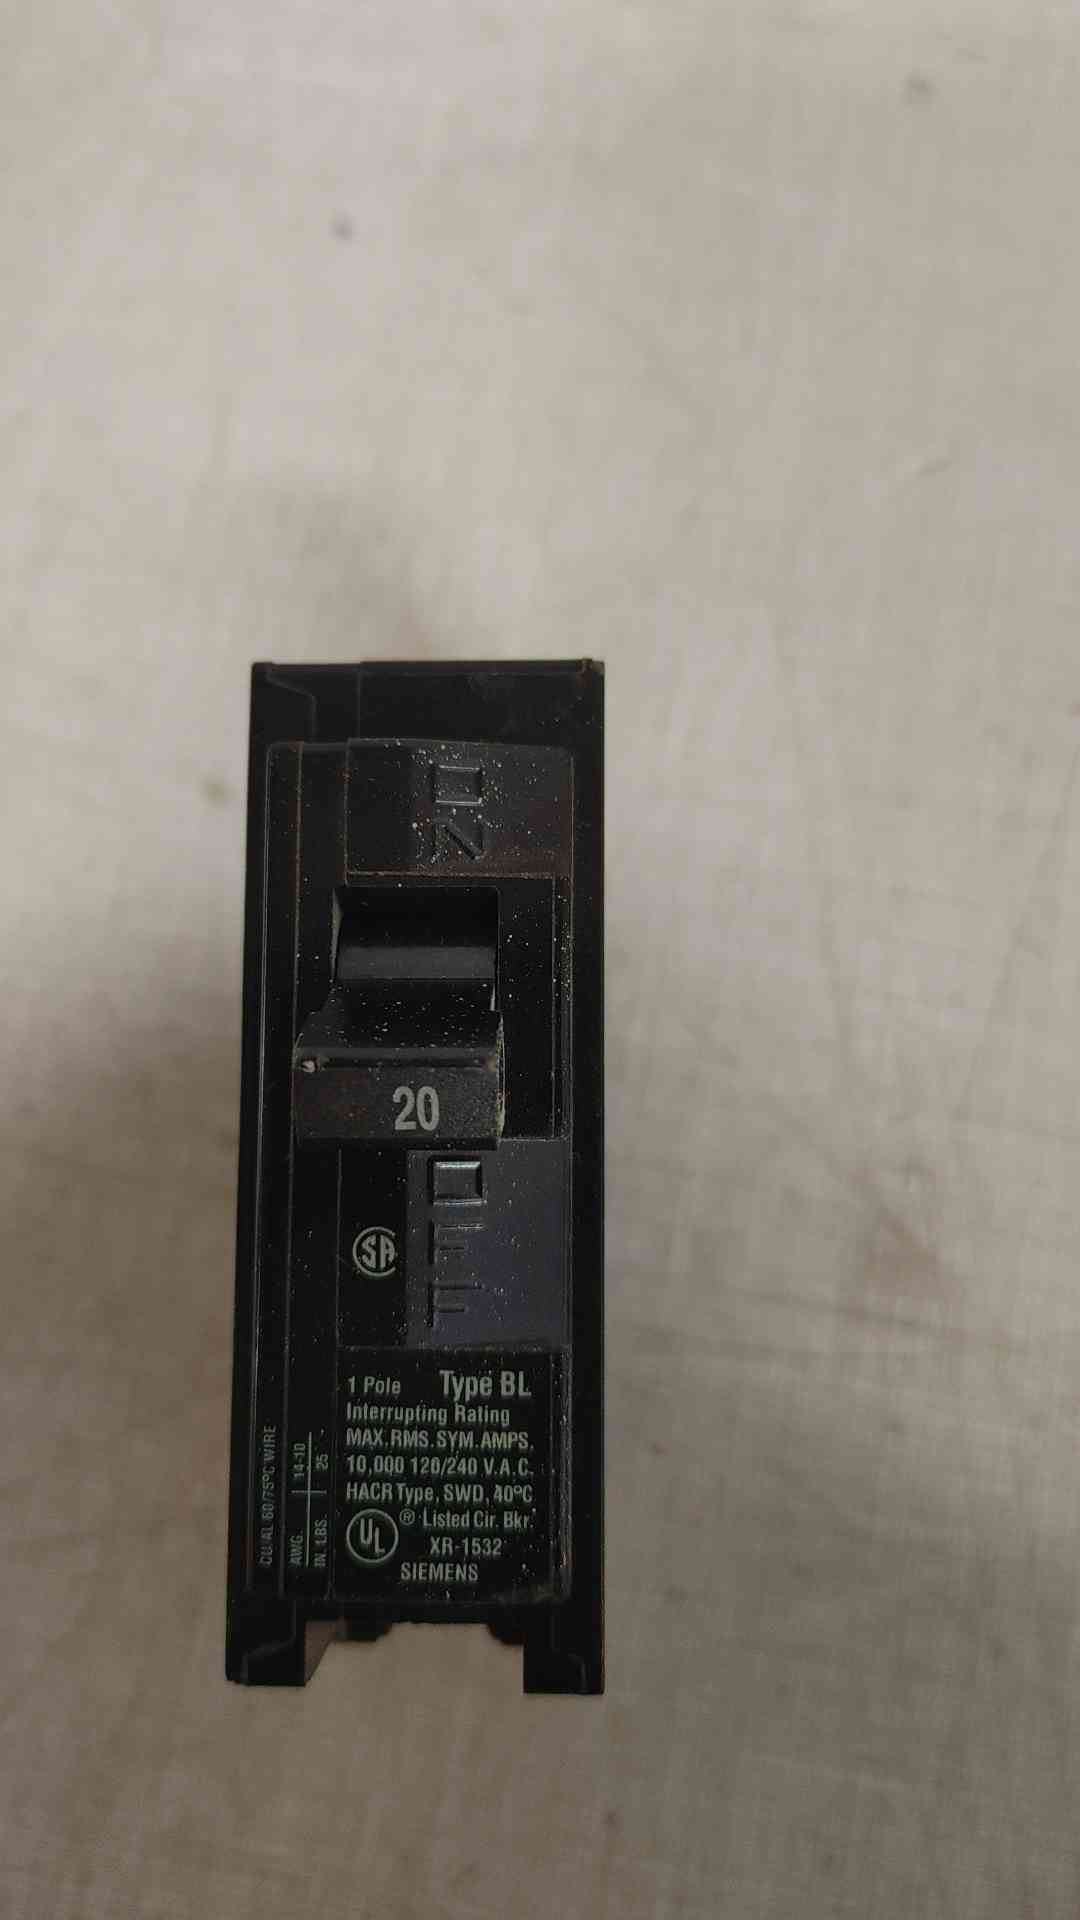 ON
20
OFF
SA
1 Pole Type BL
Interrupting Rating
MAX.RMS.SYM.AMPS.
10,000 120/240 V.A.C.
HACR Type, SWD, 40°C
UL ® Listed Cir. Bkr.
XR-1532
SIEMENS
CU/AL 60/75°C WIRE
AWG. 14-10
IN. LBS. 25